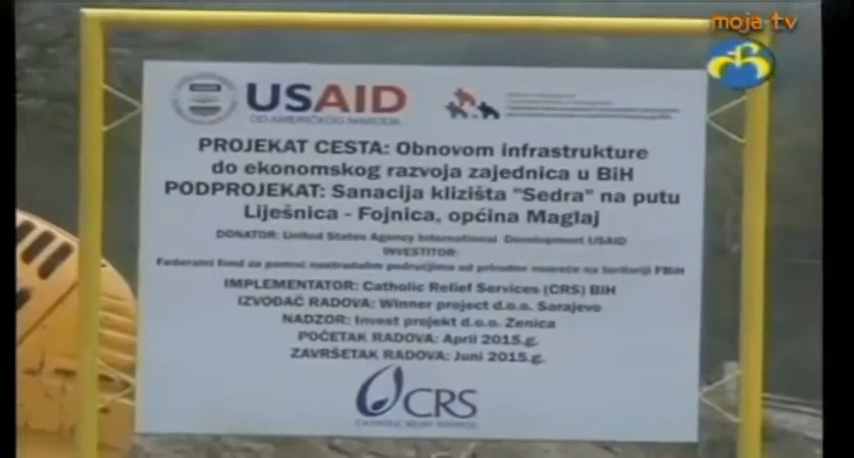 moja tv
USAID
OD AMERIČKOG NARODA
PROJEKAT CESTA: Obnovom infrastrukture
do ekonomskog razvoja zajednica u BiH
PODPROJEKAT: Sanacija klizišta "Sedra" na putu
Liješnica - Fojnica, općina Maglaj
DONATOR: United States Agency International Development USAID
INVESTITOR:
Federalni fond za pomoć nastradalim područjima od prirodne nesreće na teritoriji FBiH
IMPLEMENTATOR: Catholic Relief Services (CRS) BIH
IZVOĐAČ RADOVA: Winner project d.o.o. Sarajevo
NADZOR: Invest projekt d.o.o. Zenica
POČETAK RADOVA: April 2015.g.
ZAVRŠETAK RADOVA: Juni 2015.g.
CRS
CATHOLIC RELIEF SERVICES